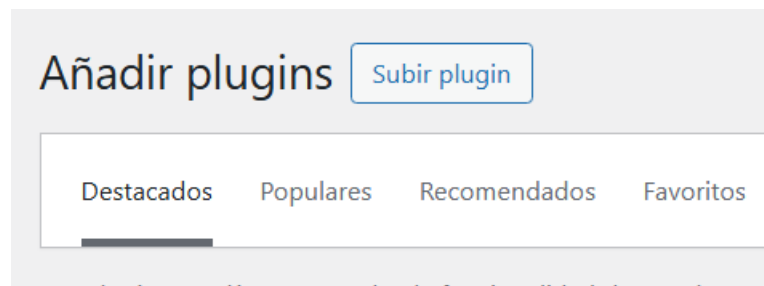 Añadir plugins Subir plugin
Destacados Populares Recomendados Favoritos